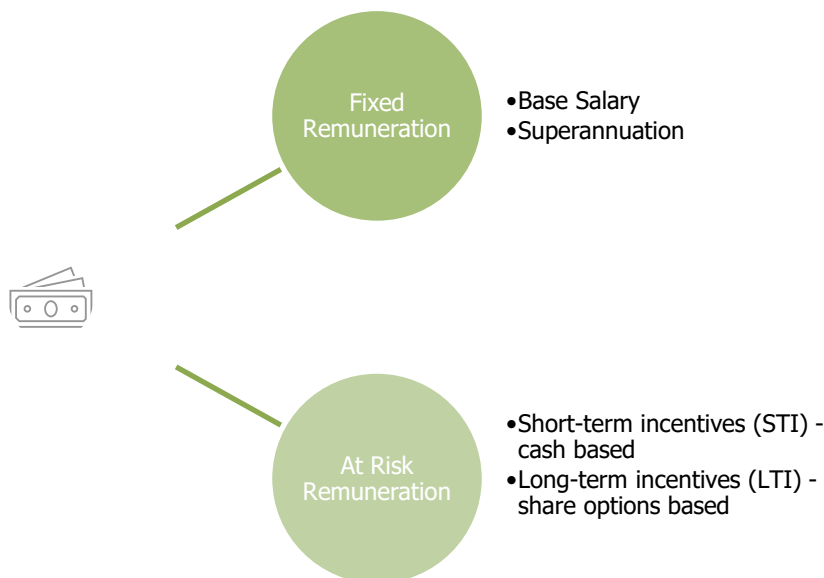 Fixed
Remuneration
•Base Salary
•Superannuation
At Risk
Remuneration
•Short-term incentives (STI) -
cash based
•Long-term incentives (LTI) -
share options based